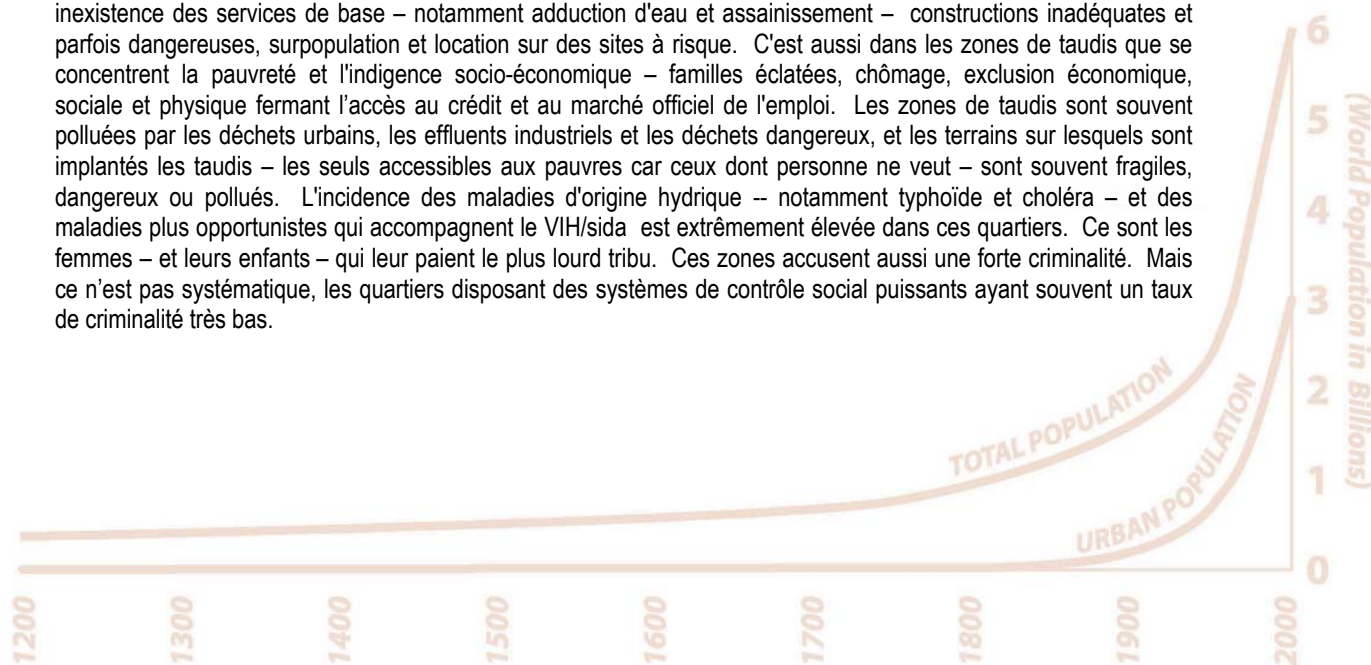 inexistence des services de base – notamment adduction d'eau et assainissement –  constructions inadéquates et
parfois dangereuses, surpopulation et location sur des sites à risque.  C'est aussi dans les zones de taudis que se
concentrent la pauvreté et l'indigence socio-économique – familles éclatées, chômage, exclusion économique,
sociale et physique fermant l’accès au crédit et au marché officiel de l'emploi.  Les zones de taudis sont souvent
polluées par les déchets urbains, les effluents industriels et les déchets dangereux, et les terrains sur lesquels sont
implantés les taudis – les seuls accessibles aux pauvres car ceux dont personne ne veut – sont souvent fragiles,
dangereux ou pollués.  L'incidence des maladies d'origine hydrique -- notamment typhoïde et choléra – et des
maladies plus opportunistes qui accompagnent le VIH/sida  est extrêmement élevée dans ces quartiers.  Ce sont les
femmes – et leurs enfants – qui leur paient le plus lourd tribu.  Ces zones accusent aussi une forte criminalité.  Mais
ce n’est pas systématique, les quartiers disposant des systèmes de contrôle social puissants ayant souvent un taux
de criminalité très bas.
6
5
4
3
2
1
0
(World Population in Billions)
TOTAL POPULATION
URBAN POPULATION
1200
1300
1400
1500
1600
1700
1800
1900
2000